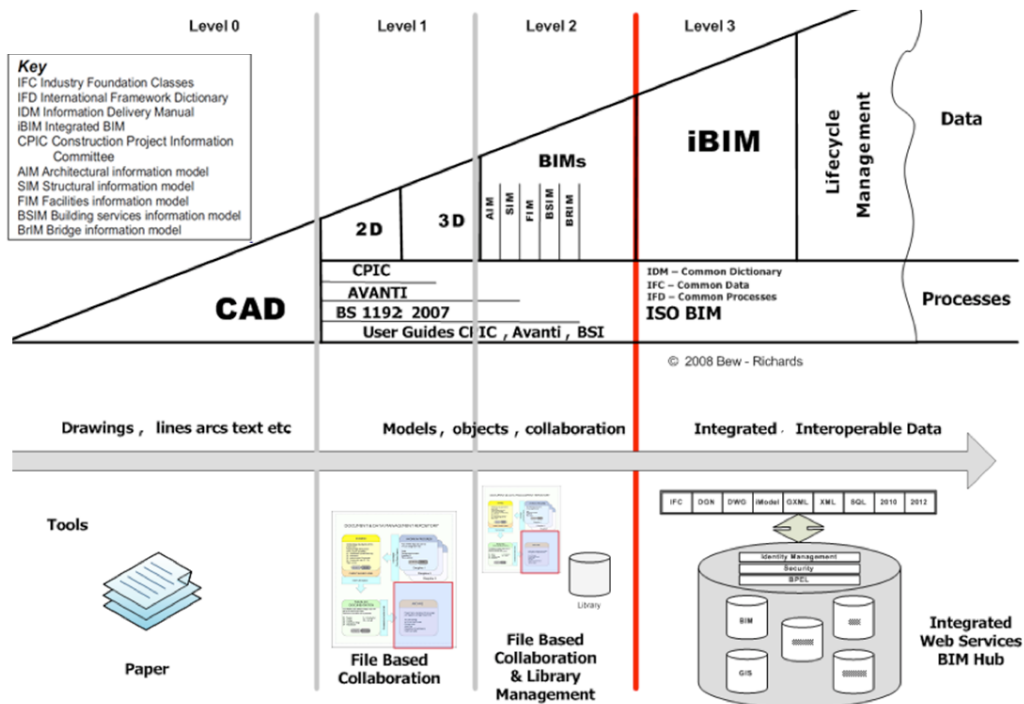 Level 0
Level 1
Level 2
Level 3
Key
IFC Industry Foundation Classes
IFD International Framework Dictionary
IDM Information Delivery Manual
iBIM Integrated BIM
CPIC Construction Project Information
Committee
AIM Architectural information model
SIM Structural information model
FIM Facilities information model
BSIM Building services information model
BrIM Bridge information model
CAD
2D
3D
BIMs
AIM
SIM
FIM
BSIM
BRIM
iBIM
Lifecycle
Management
Data
CPIC
AVANTI
BS 1192 2007
User Guides CPIC , Avanti , BSI
IDM – Common Dictionary
IFC – Common Data
IFD – Common Processes
ISO BIM
Processes
© 2008 Bew - Richards
Drawings , lines arcs text etc
Models, objects, collaboration
Integrated, Interoperable Data
Tools
Paper
File Based
Collaboration
Library
File Based
Collaboration
& Library
Management
IFC DGN DWG iModel GXML XML SQL 2010 2012
Identity Management
Security
BPEL
BIM
GIS
Integrated
Web Services
BIM Hub